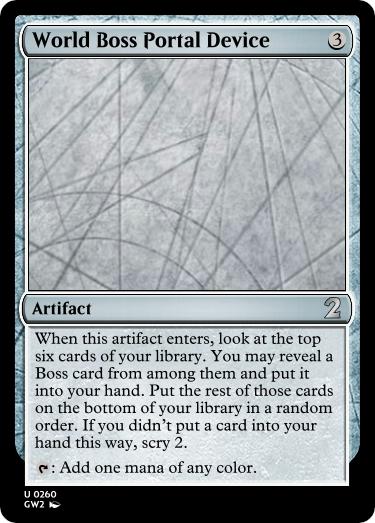 World Boss Portal Device 3
Artifact 2
When this artifact enters, look at the top
six cards of your library. You may reveal a
Boss card from among them and put it
into your hand. Put the rest of those cards
on the bottom of your library in a random
order. If you didn't put a card into your
hand this way, scry 2.
: Add one mana of any color.
U 0260
GW2